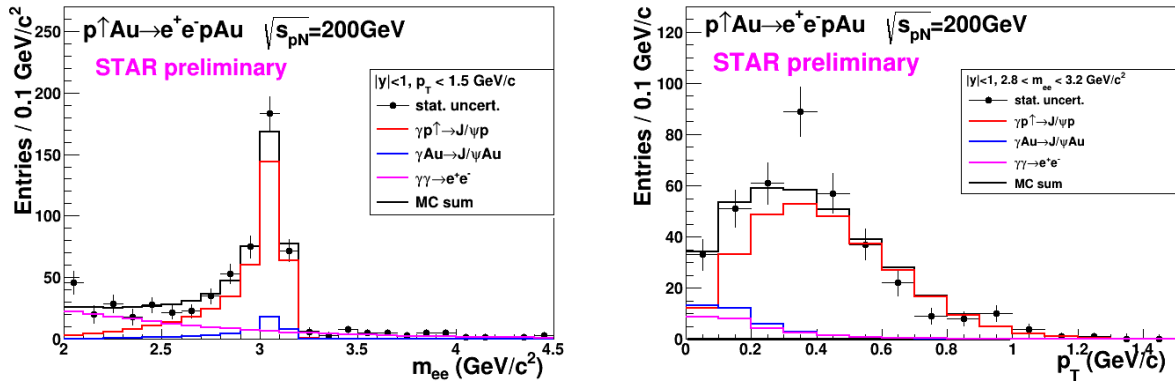 p↑Au→e⁺e⁻pAu √s_pN=200GeV
STAR preliminary
|y|<1, p_T < 1.5 GeV/c
stat. uncert.
γp↑→J/ψp
γAu→J/ψAu
γγ→e⁺e⁻
MC sum
Entries / 0.1 GeV/c²
250
200
150
100
50
0
2 2.5 3 3.5 4 4.5
m_ee (GeV/c²)
p↑Au→e⁺e⁻pAu √s_pN=200GeV
STAR preliminary
|y|<1, 2.8 < m_ee < 3.2 GeV/c²
stat. uncert.
γp↑→J/ψp
γAu→J/ψAu
γγ→e⁺e⁻
MC sum
Entries / 0.1 GeV/c
120
100
80
60
40
20
0
0 0.2 0.4 0.6 0.8 1 1.2 1.4
p_T (GeV/c)